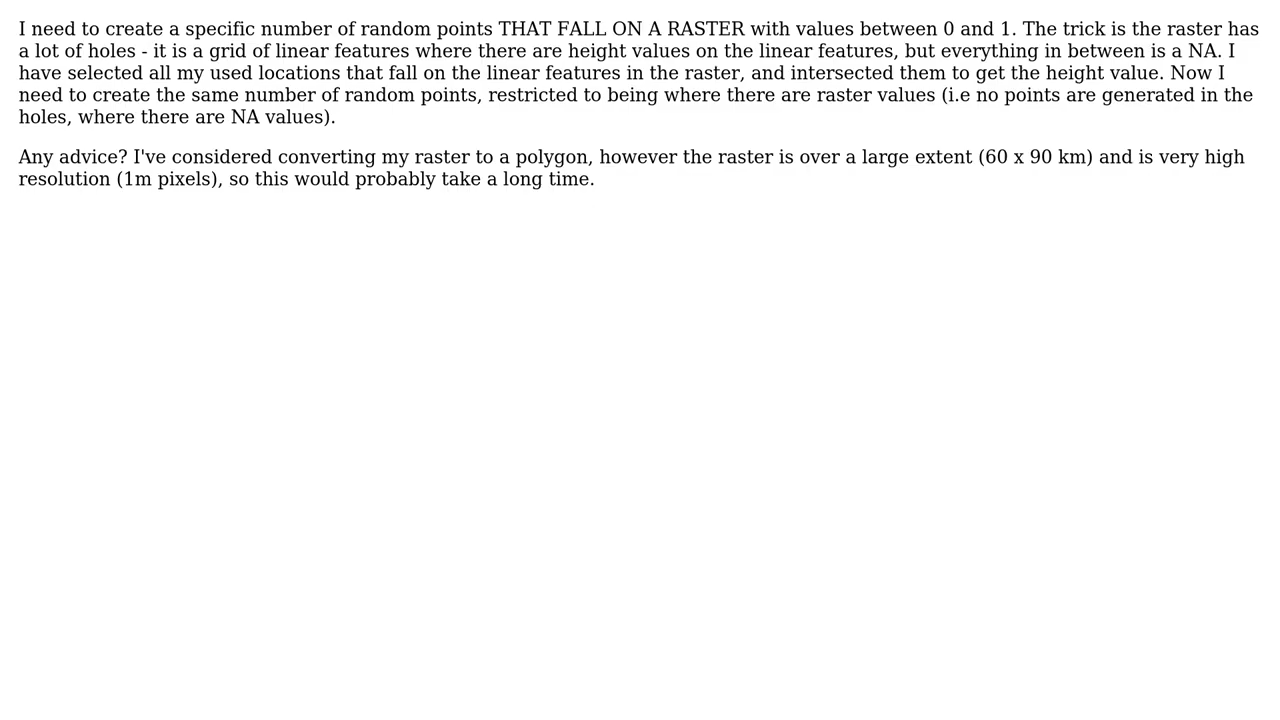 I need to create a specific number of random points THAT FALL ON A RASTER with values between 0 and 1. The trick is the raster has
a lot of holes - it is a grid of linear features where there are height values on the linear features, but everything in between is a NA. I
have selected all my used locations that fall on the linear features in the raster, and intersected them to get the height value. Now I
need to create the same number of random points, restricted to being where there are raster values (i.e no points are generated in the
holes, where there are NA values).
Any advice? I've considered converting my raster to a polygon, however the raster is over a large extent (60 x 90 km) and is very high
resolution (1m pixels), so this would probably take a long time.